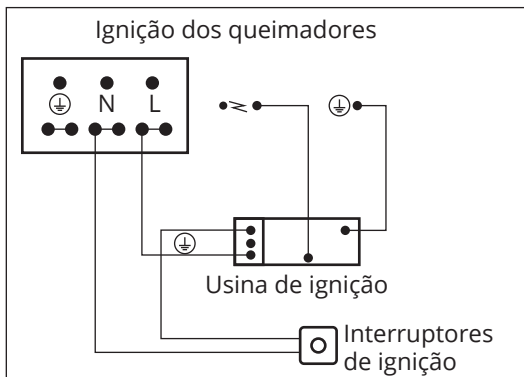 Ignição dos queimadores
N L
Usina de ignição
Interruptores
de ignição